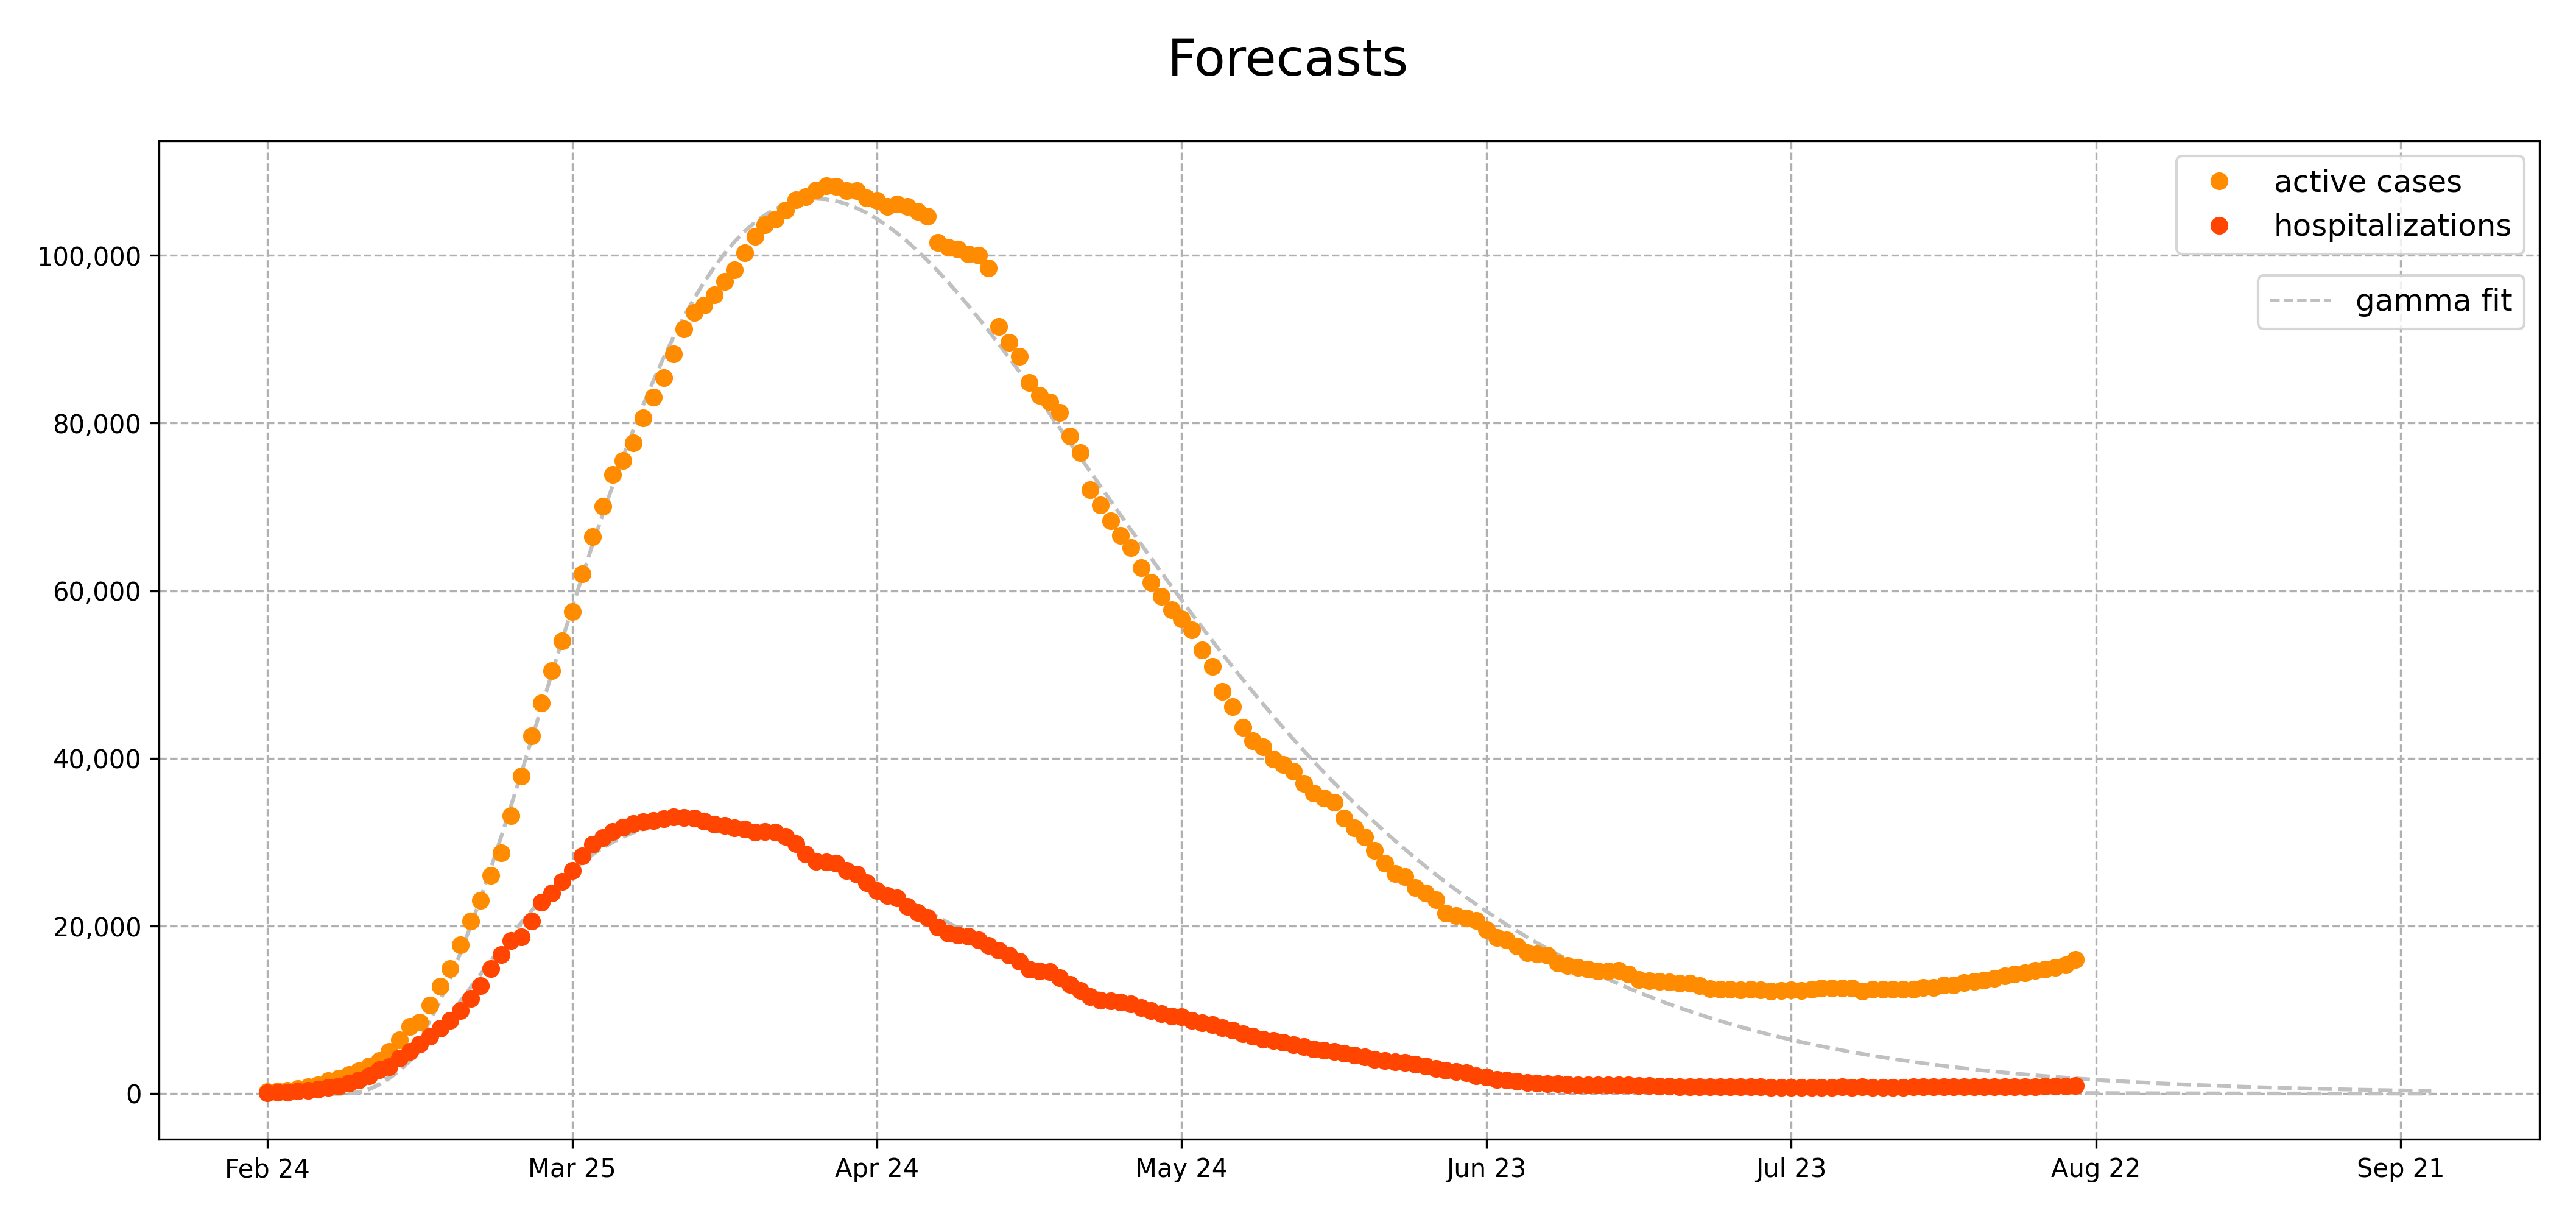 Forecasts
active cases
hospitalizations
gamma fit
100,000
80,000
60,000
40,000
20,000
0
Feb 24 Mar 25 Apr 24 May 24 Jun 23 Jul 23 Aug 22 Sep 21